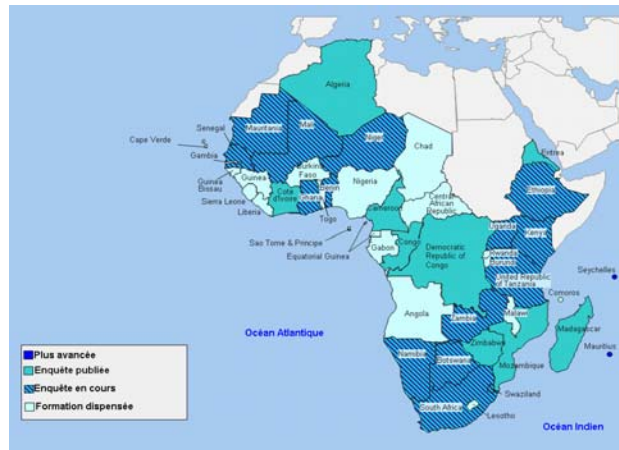 Algeria
Mauritania
Mali
Niger
Senegal
Cape Verde
Gambia
Guinea
Bissau
Guinea
Sierra Leone
Liberia
Burkina
Faso
Cote
d'Ivoire
Ghana
Benin
Togo
Nigeria
Chad
Eritrea
Ethiopia
Cameroon
Central
African
Republic
Sao Tome & Principe
Equatorial Guinea
Gabon
Congo
Democratic
Republic of
Congo
Uganda
Kenya
Rwanda
Burundi
United Republic
of Tanzania
Seychelles
Comoros
Angola
Zambia
Malawi
Madagascar
Mauritius
Zimbabwe
Mozambique
Namibia
Botswana
Swaziland
South Africa
Lesotho
Océan Atlantique
Océan Indien
Plus avancée
Enquête publiée
Enquête en cours
Formation dispensée